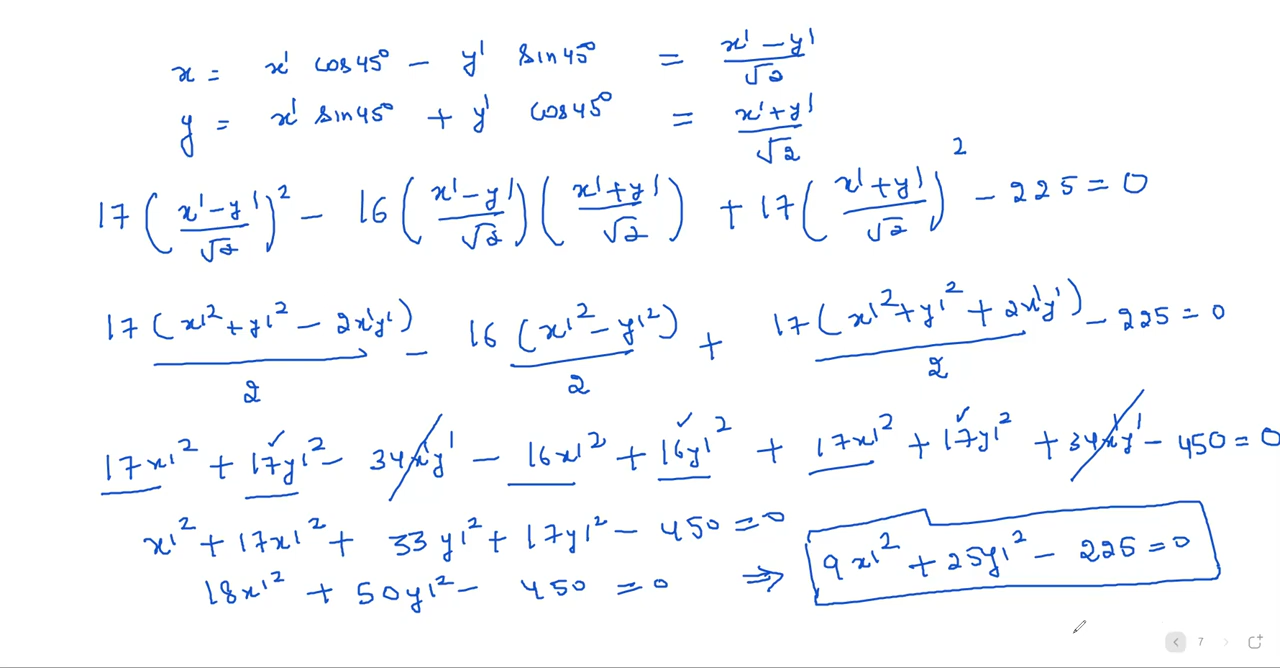 x = x' cos45° - y' sin45° = x'-y'/√2
y = x' sin45° + y' cos45° = x'+y'/√2
17(x'-y'/√2)² - 16(x'-y'/√2)(x'+y'/√2) + 17(x'+y'/√2)² - 225 = 0
17(x'²+y'²-2x'y')/2 - 16(x'²-y'²)/2 + 17(x'²+y'²+2x'y')/2 - 225 = 0
17x'² + 17y'² - 34x'y' - 16x'² + 16y'² + 17x'² + 17y'² + 34x'y' - 450 = 0
x'² + 17x'² + 33y'² + 17y'² - 450 = 0
18x'² + 50y'² - 450 = 0 ⇒ 9x'² + 25y'² - 225 = 0
7